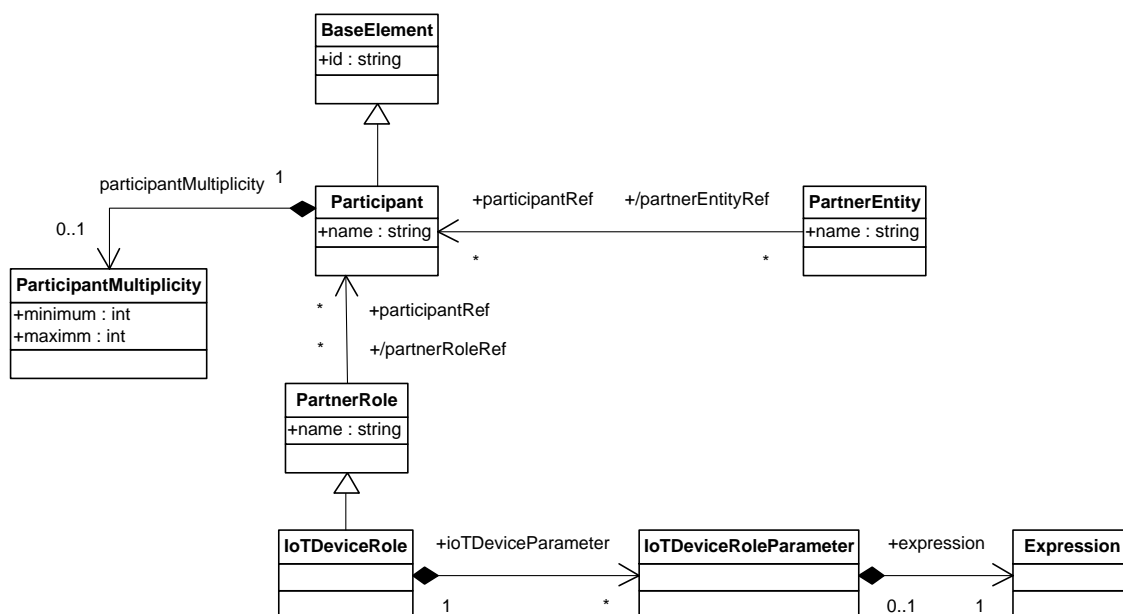 BaseElement
+id : string
participantMultiplicity
1
0..1
Participant
+name : string
+participantRef
+/partnerEntityRef
*
*
PartnerEntity
+name : string
ParticipantMultiplicity
+minimum : int
+maximm : int
*
+participantRef
*
+/partnerRoleRef
PartnerRole
+name : string
IoTDeviceRole
+ioTDeviceParameter
1
*
IoTDeviceRoleParameter
+expression
0..1
1
Expression